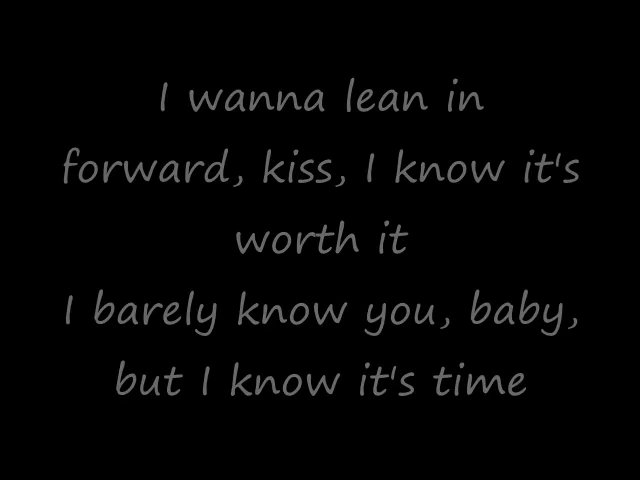 I wanna lean in
forward, kiss, I know it's
worth it
I barely know you, baby,
but I know it's time